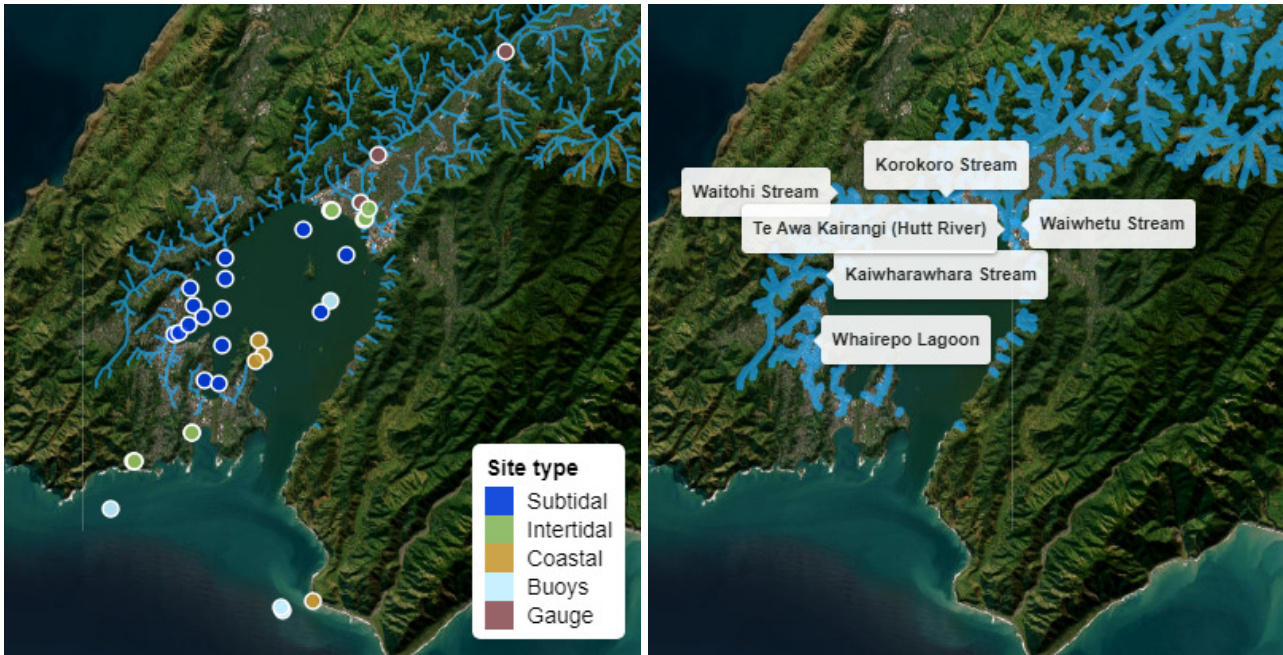 Site type
Subtidal
Intertidal
Coastal
Buoys
Gauge
Korokoro Stream
Waitohi Stream
Te Awa Kairangi (Hutt River)
Waiwhetu Stream
Kaiwharawhara Stream
Whairepo Lagoon